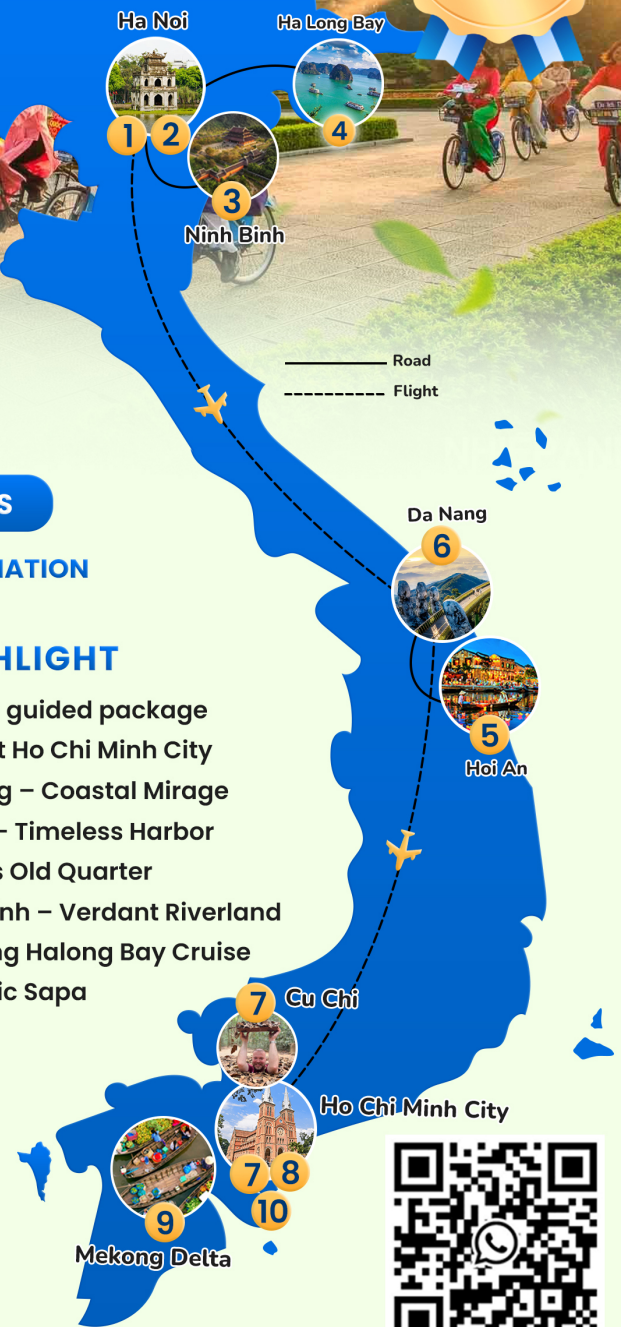 Ha Noi
Ha Long Bay
1 2
4
3
Ninh Binh
Road
Flight
S
Da Nang
6
HLIGHT
guided package
t Ho Chi Minh City
5
g – Coastal Mirage
Hoi An
– Timeless Harbor
s Old Quarter
nh – Verdant Riverland
ng Halong Bay Cruise
ic Sapa
7
Cu Chi
Ho Chi Minh City
7 8
10
9
Mekong Delta